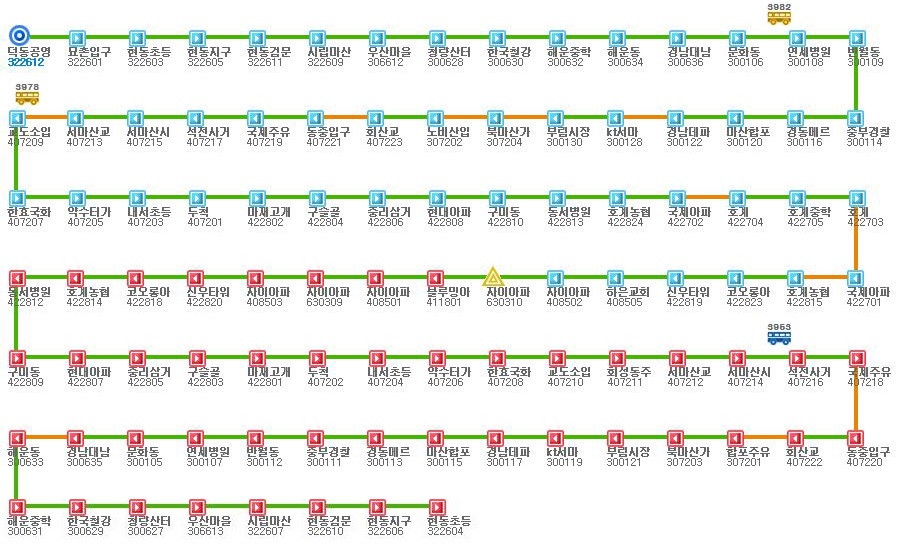 3982
덕동공영 묘촌입구 현동초등 현동지구 현동검문 시립마산 우산마을 청량산터 한국철강 해운중학 해운동 경남대남 문화동 연세병원 반월동
322612 322601 322603 322605 322611 322609 306612 300628 300630 300632 300634 300636 300106 300108 300109
3978
교도소입 서마산교 서마산시 석전사거 국제주유 동중입구 회산교 노비산입 북마산가 부림시장 kt서마 경남데파 마산합포 경동메르 중부경찰
407209 407213 407215 407217 407219 407221 407223 307202 307204 300130 300128 300122 300120 300116 300114
한효국화 약수터가 내서초등 두척 마재고개 구슬골 중리삼거 현대아파 구미동 동서병원 호계농협 국제아파 호계 호계중학 호계
407207 407205 407203 407201 422802 422804 422806 422808 422810 422813 422824 422702 422704 422705 422703
동서병원 호계농협 코오롱아 신우타워 자이아파 자이아파 자이아파 블루밍아 자이아파 자이아파 하은교회 신우타워 코오롱아 호계농협 국제아파
422812 422814 422818 422820 408503 630309 408501 411801 630310 408502 408505 422819 422823 422815 422701
3953
구미동 현대아파 중리삼거 구슬골 마재고개 두척 내서초등 약수터가 한효국화 교도소입 회성동주 서마산교 서마산시 석전사거 국제주유
422809 422807 422805 422803 422801 407202 407204 407206 407208 407210 407211 407212 407214 407216 407218
해운동 경남대남 문화동 연세병원 반월동 중부경찰 경동메르 마산합포 경남데파 kt서마 부림시장 북마산가 합포주유 회산교 동중입구
300633 300635 300105 300107 300112 300111 300113 300115 300117 300119 300121 307203 307201 407222 407220
해운중학 한국철강 청량산터 우산마을 시립마산 현동검문 현동지구 현동초등
300631 300629 300627 306613 322607 322610 322606 322604